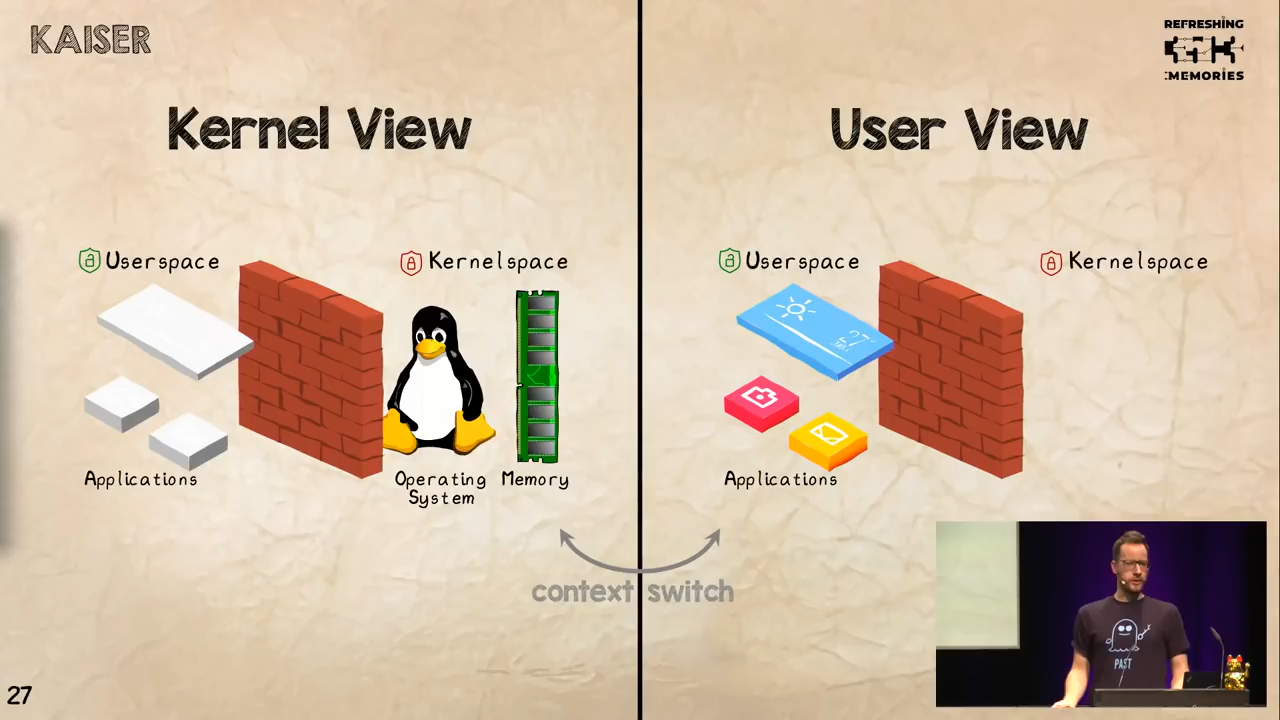 KAISER
REFRESHING
:MEMORIES
Kernel View
User View
Userspace
Kernelspace
Userspace
Kernelspace
27°
Applications
Operating
System
Memory
Applications
context switch
PAST
27